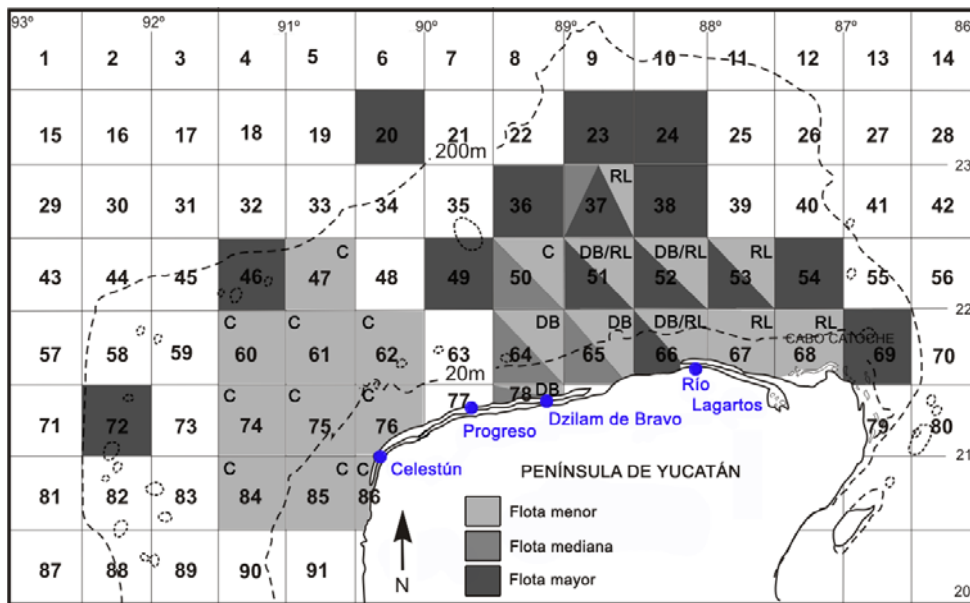 93º 92º 91º 90º 89º 88º 87º 86
1 2 3 4 5 6 7 8 9 10 11 12 13 14
15 16 17 18 19 20 21 22 23 24 25 26 27 28
200m
23
RL
29 30 31 32 33 34 35 36 37 38 39 40 41 42
C C DB/RL DB/RL RL
43 44 45 46 47 48 49 50 51 52 53 54 55 56
22
C C C DB DB DB/RL RL RL
CABO CATOCHE
57 58 59 60 61 62 63 64 65 66 67 68 69 70
20m
C C C DB
77 78
Río
Lagartos
71 72 73 74 75 76 79 80
Progreso Dzilam de Bravo
21
C C C
Celestún
PENÍNSULA DE YUCATÁN
81 82 83 84 85 86
Flota menor
Flota mediana
87 88 89 90 91
Flota mayor
N
20